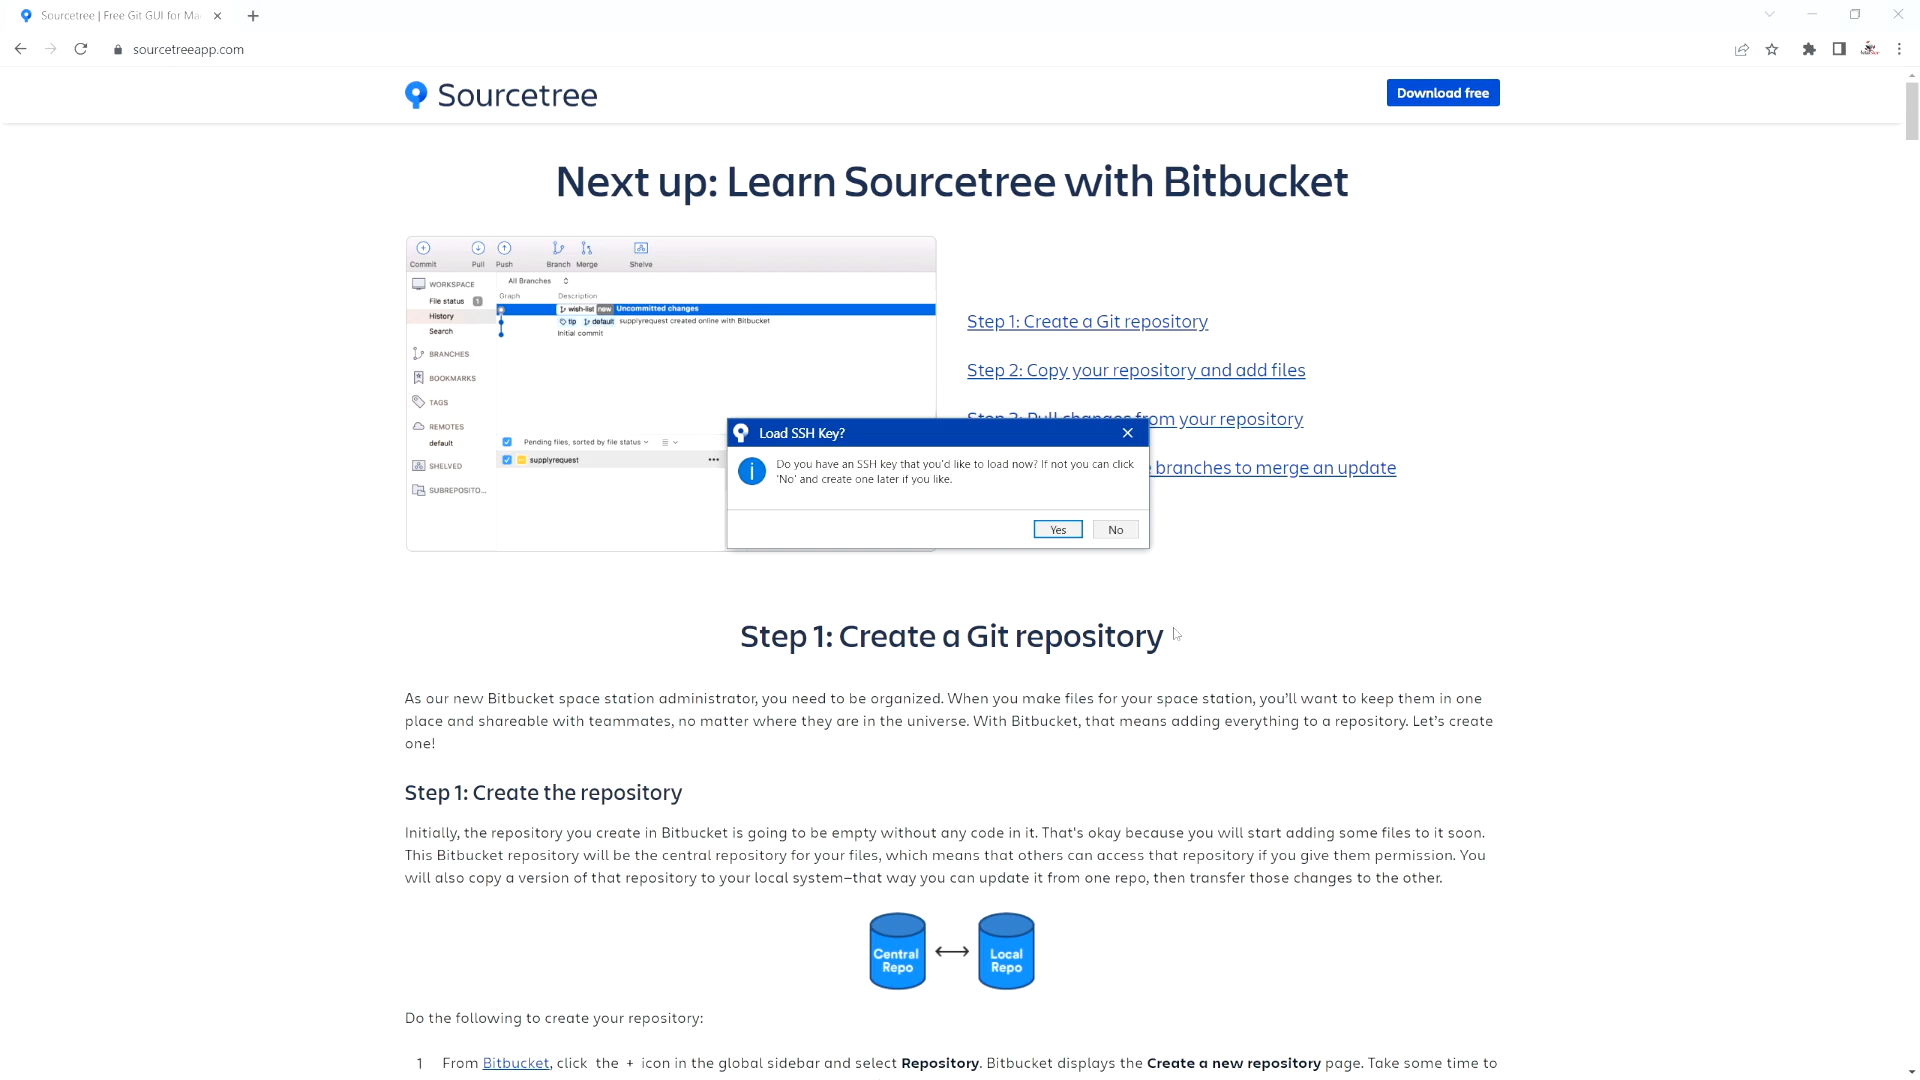 Sourcetree | Free Git GUI for Ma
sourcetreeapp.com
Sourcetree
Download free
Next up: Learn Sourcetree with Bitbucket
Commit Pull Push Branch Merge Shelve
WORKSPACE
File status 1
History
Search
BRANCHES
BOOKMARKS
TAGS
REMOTES
default
SHELVED
SUBREPOSITO...
All Branches
Graph Description
wish-list new Uncommitted changes
tip default supplyrequest created online with Bitbucket
Initial commit
Pending files, sorted by file status
supplyrequest
Step 1: Create a Git repository
Step 2: Copy your repository and add files
Step 3: Pull changes from your repository
branches to merge an update
Load SSH Key?
Do you have an SSH key that you'd like to load now? If not you can click
'No' and create one later if you like.
Yes No
Step 1: Create a Git repository
As our new Bitbucket space station administrator, you need to be organized. When you make files for your space station, you'll want to keep them in one
place and shareable with teammates, no matter where they are in the universe. With Bitbucket, that means adding everything to a repository. Let's create
one!
Step 1: Create the repository
Initially, the repository you create in Bitbucket is going to be empty without any code in it. That's okay because you will start adding some files to it soon.
This Bitbucket repository will be the central repository for your files, which means that others can access that repository if you give them permission. You
will also copy a version of that repository to your local system—that way you can update it from one repo, then transfer those changes to the other.
Central
Repo
Local
Repo
Do the following to create your repository:
1 From Bitbucket, click the + icon in the global sidebar and select Repository. Bitbucket displays the Create a new repository page. Take some time to